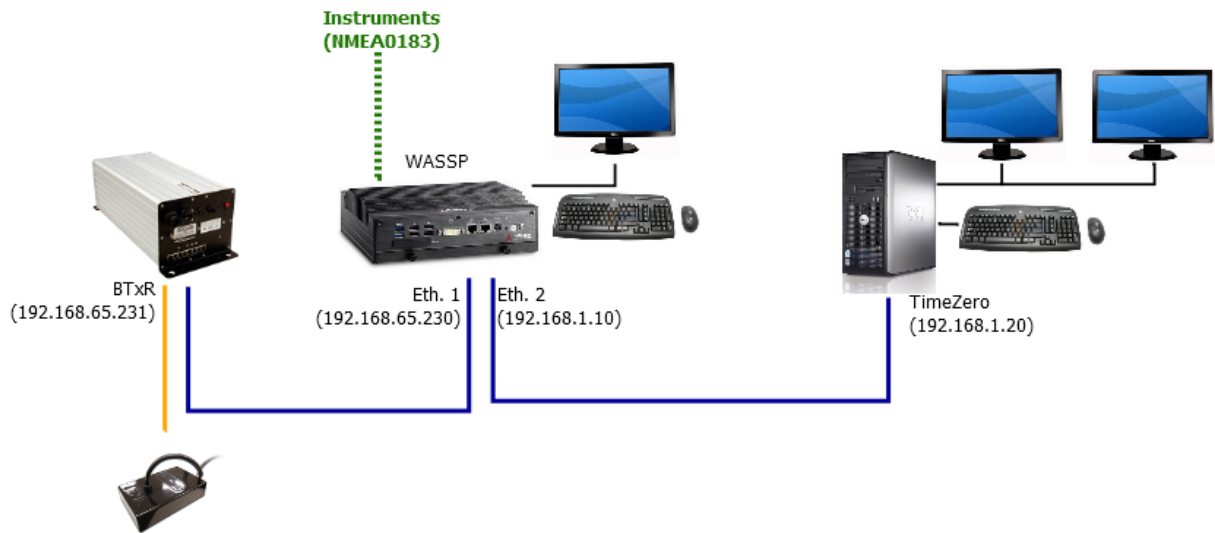 Instruments
(NMEA0183)
WASSP
BTxR
(192.168.65.231)
Eth. 1
(192.168.65.230)
Eth. 2
(192.168.1.10)
TimeZero
(192.168.1.20)